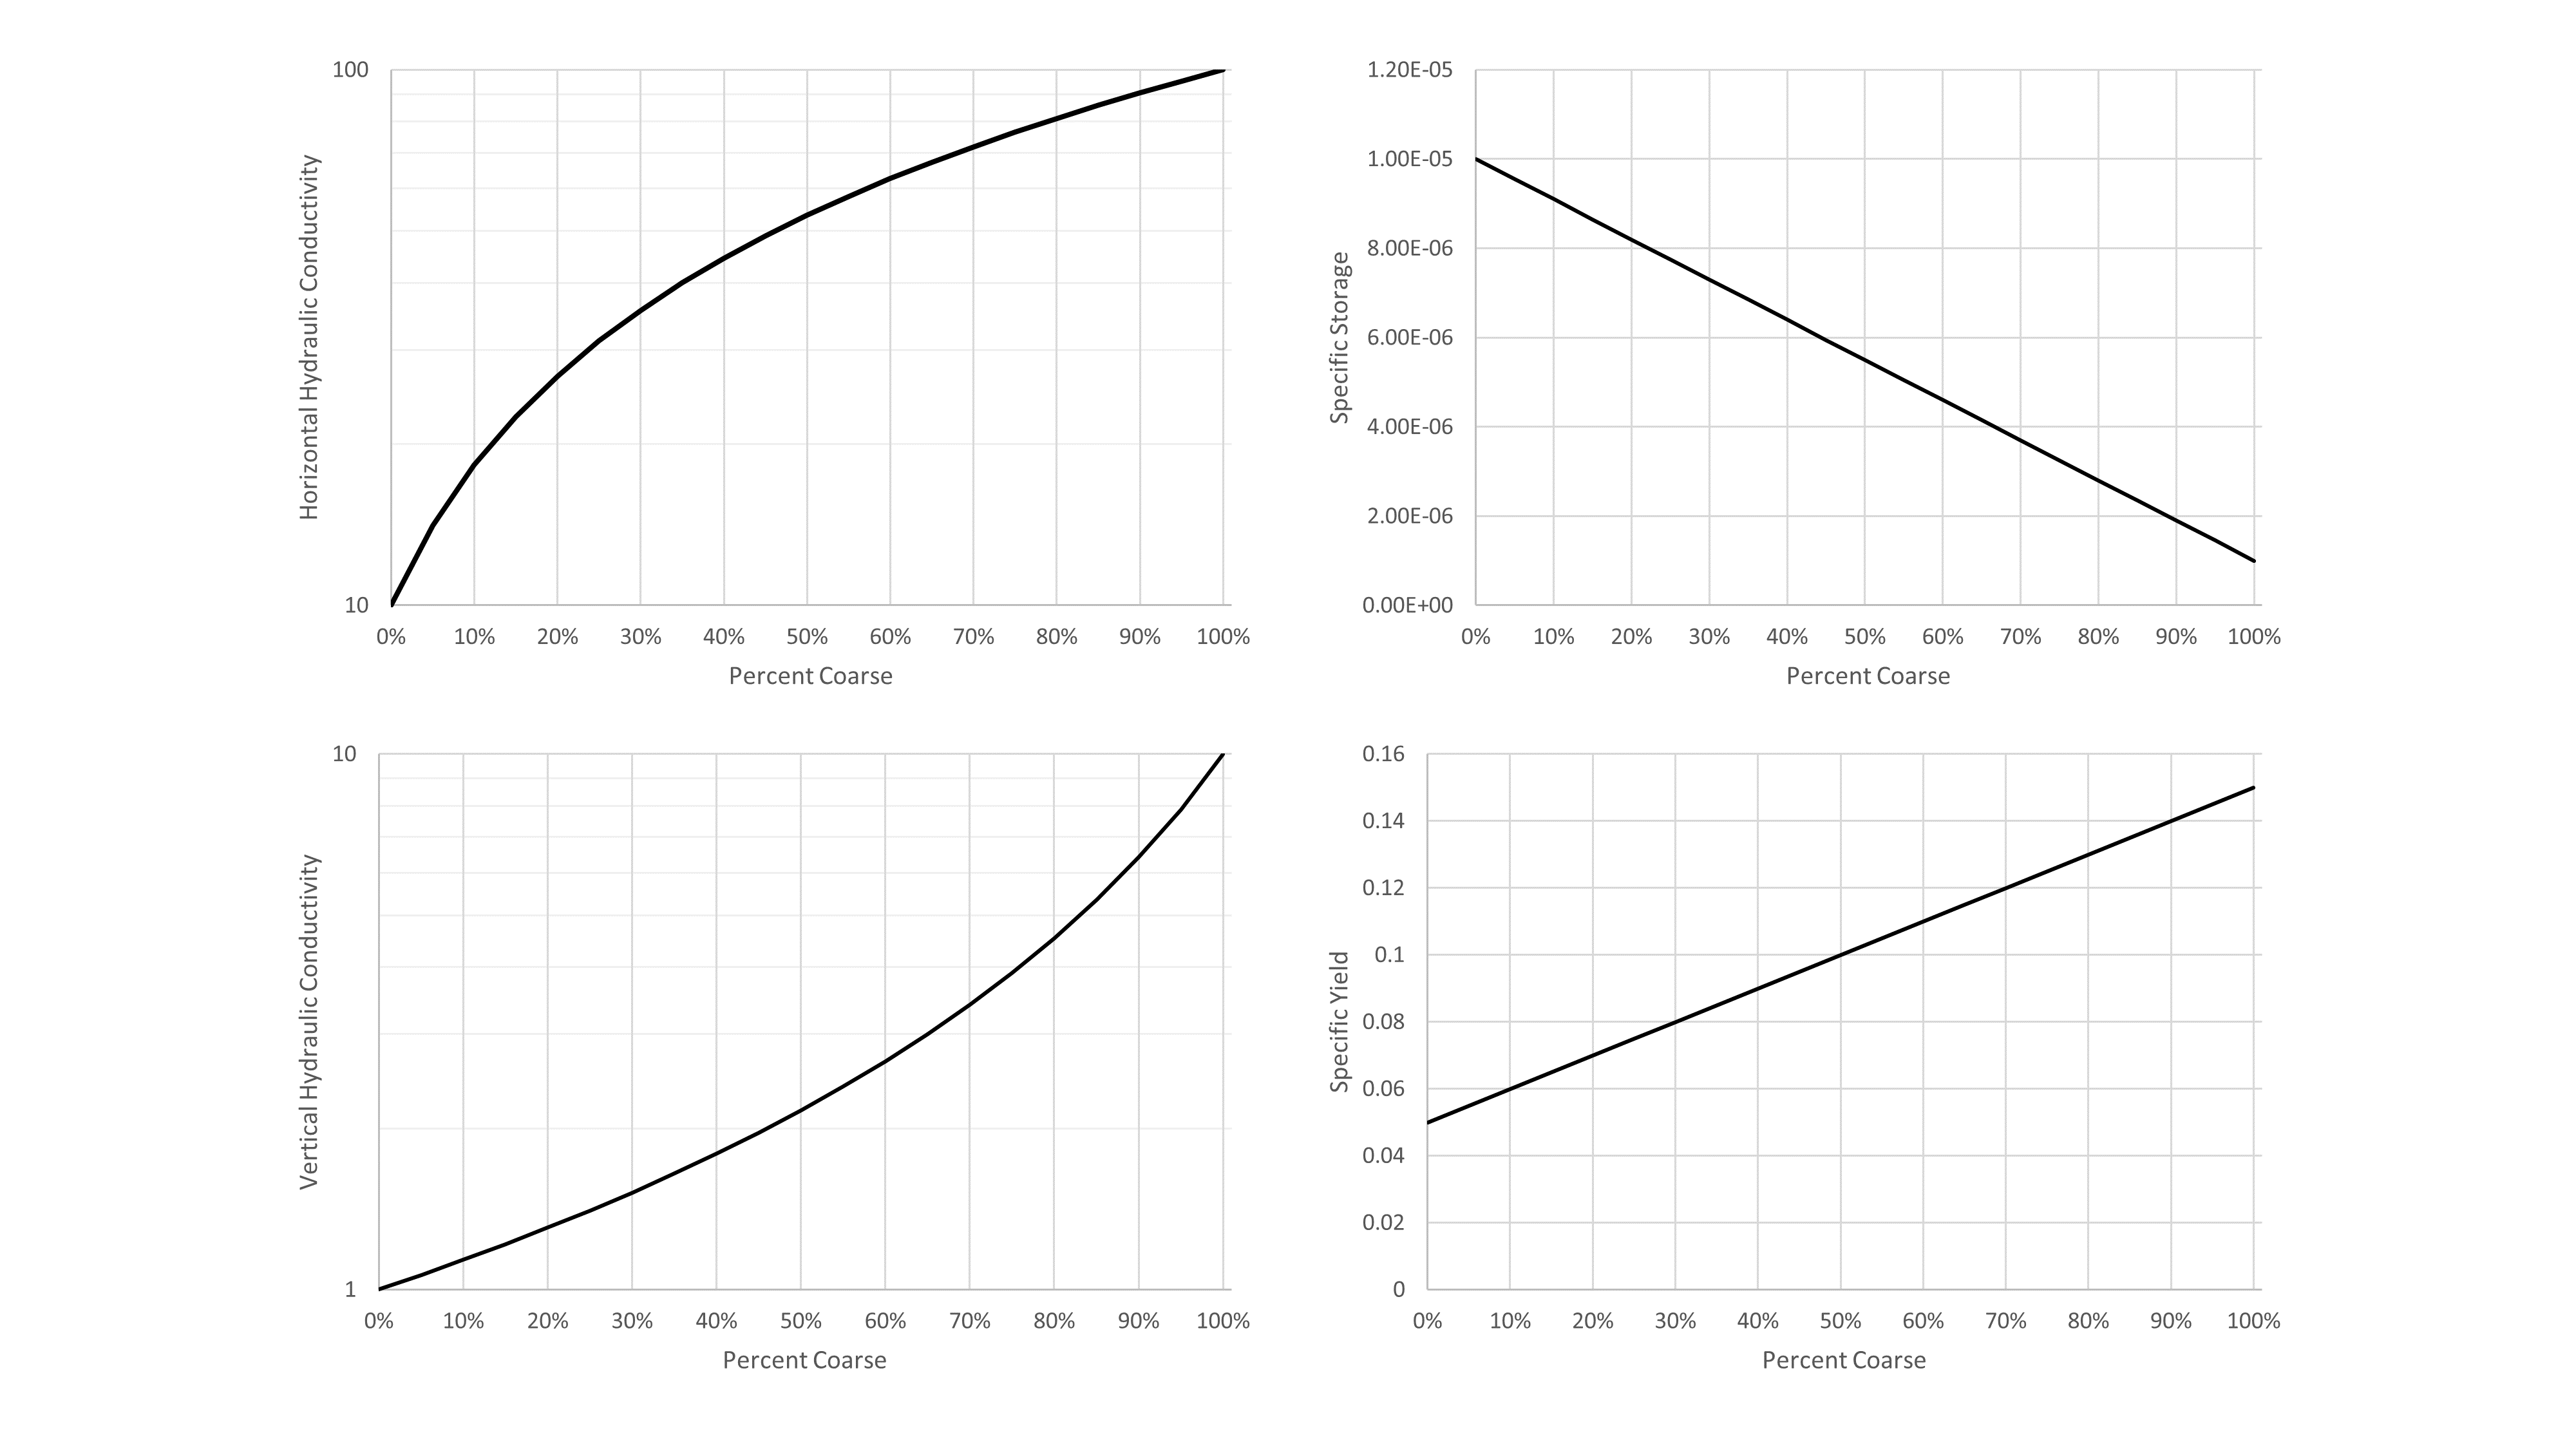 Horizontal Hydraulic Conductivity
100
10
0% 10% 20% 30% 40% 50% 60% 70% 80% 90% 100%
Percent Coarse
Specific Storage
1.20E-05
1.00E-05
8.00E-06
6.00E-06
4.00E-06
2.00E-06
0.00E+00
0% 10% 20% 30% 40% 50% 60% 70% 80% 90% 100%
Percent Coarse
Vertical Hydraulic Conductivity
10
1
0% 10% 20% 30% 40% 50% 60% 70% 80% 90% 100%
Percent Coarse
Specific Yield
0.16
0.14
0.12
0.1
0.08
0.06
0.04
0.02
0
0% 10% 20% 30% 40% 50% 60% 70% 80% 90% 100%
Percent Coarse